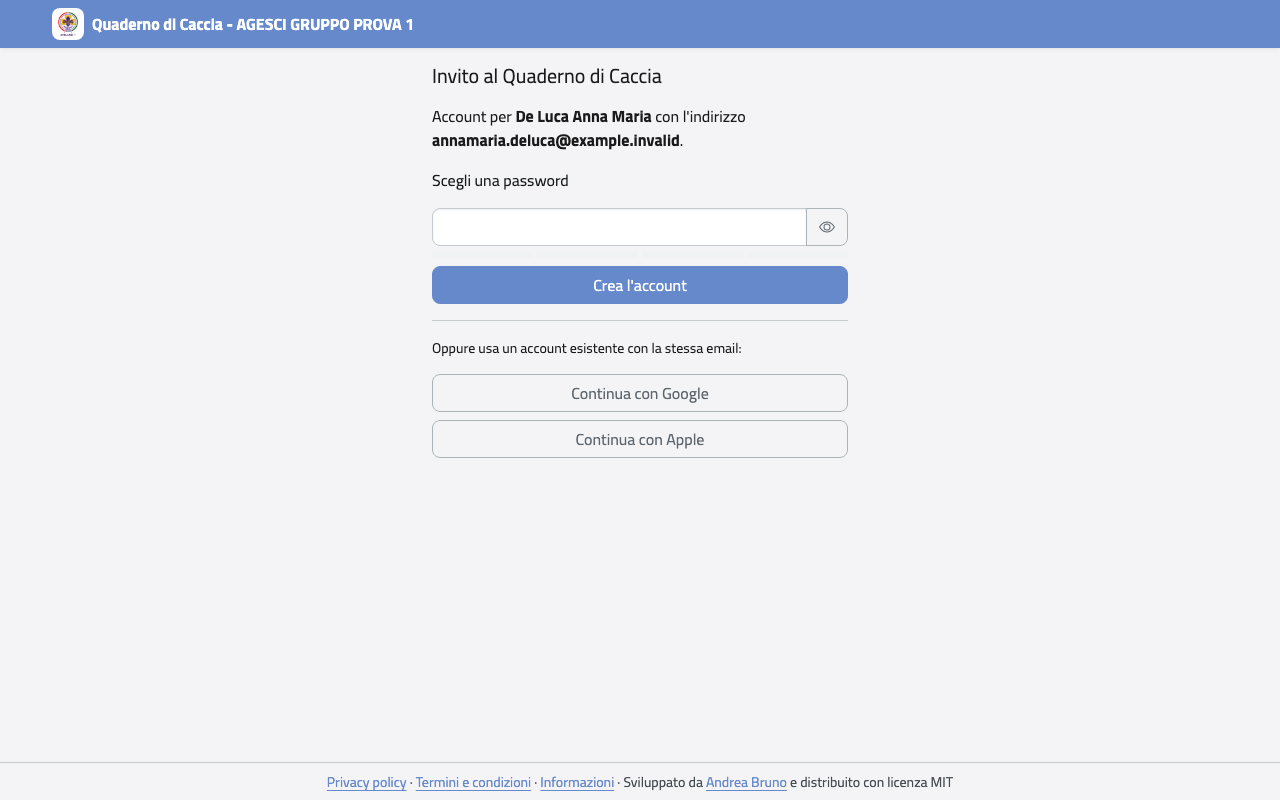 Quaderno di Caccia - AGESCI GRUPPO PROVA 1
Invito al Quaderno di Caccia
Account per De Luca Anna Maria con l'indirizzo
annamaria.deluca@example.invalid.
Scegli una password
Crea l'account
Oppure usa un account esistente con la stessa email:
Continua con Google
Continua con Apple
Privacy policy · Termini e condizioni · Informazioni · Sviluppato da Andrea Bruno e distribuito con licenza MIT